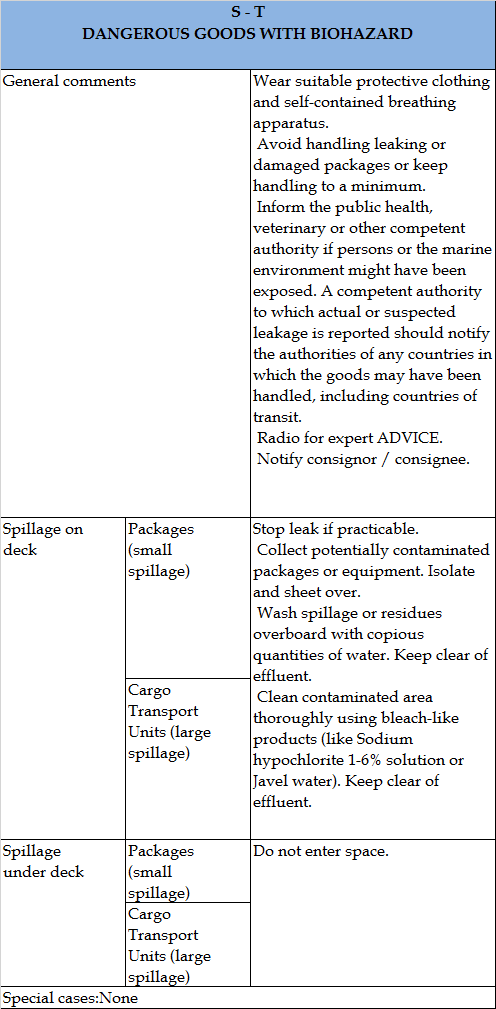 S - T
DANGEROUS GOODS WITH BIOHAZARD
General comments
Wear suitable protective clothing
and self-contained breathing
apparatus.
Avoid handling leaking or
damaged packages or keep
handling to a minimum.
Inform the public health,
veterinary or other competent
authority if persons or the marine
environment might have been
exposed. A competent authority
to which actual or suspected
leakage is reported should notify
the authorities of any countries in
which the goods may have been
handled, including countries of
transit.
Radio for expert ADVICE.
Notify consignor / consignee.
Spillage on
deck
Packages
(small
spillage)
Cargo
Transport
Units (large
spillage)
Stop leak if practicable.
Collect potentially contaminated
packages or equipment. Isolate
and sheet over.
Wash spillage or residues
overboard with copious
quantities of water. Keep clear of
effluent.
Clean contaminated area
thoroughly using bleach-like
products (like Sodium
hypochlorite 1-6% solution or
Javel water). Keep clear of
effluent.
Spillage
under deck
Packages
(small
spillage)
Cargo
Transport
Units (large
spillage)
Do not enter space.
Special cases:None